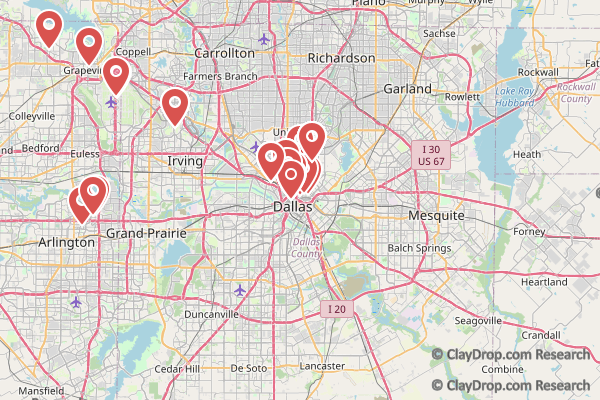 Plano
Murphy
Wylie
Sachse
Coppell
Carrollton
Richardson
Grapevine
Farmers Branch
Garland
Rockwall
Rowlett
Lake Ray
Hubbard
Rockwall
County
Colleyville
Bedford
Euless
Irving
I 30
US 67
Heath
Dallas
Mesquite
Forney
Arlington
Grand Prairie
Dallas
County
Balch Springs
Heartland
I 20
Duncanville
Seagoville
Crandall
Cedar Hill
De Soto
Lancaster
Combine
Mansfield
© ClayDrop.com Research
© ClayDrop.com Research